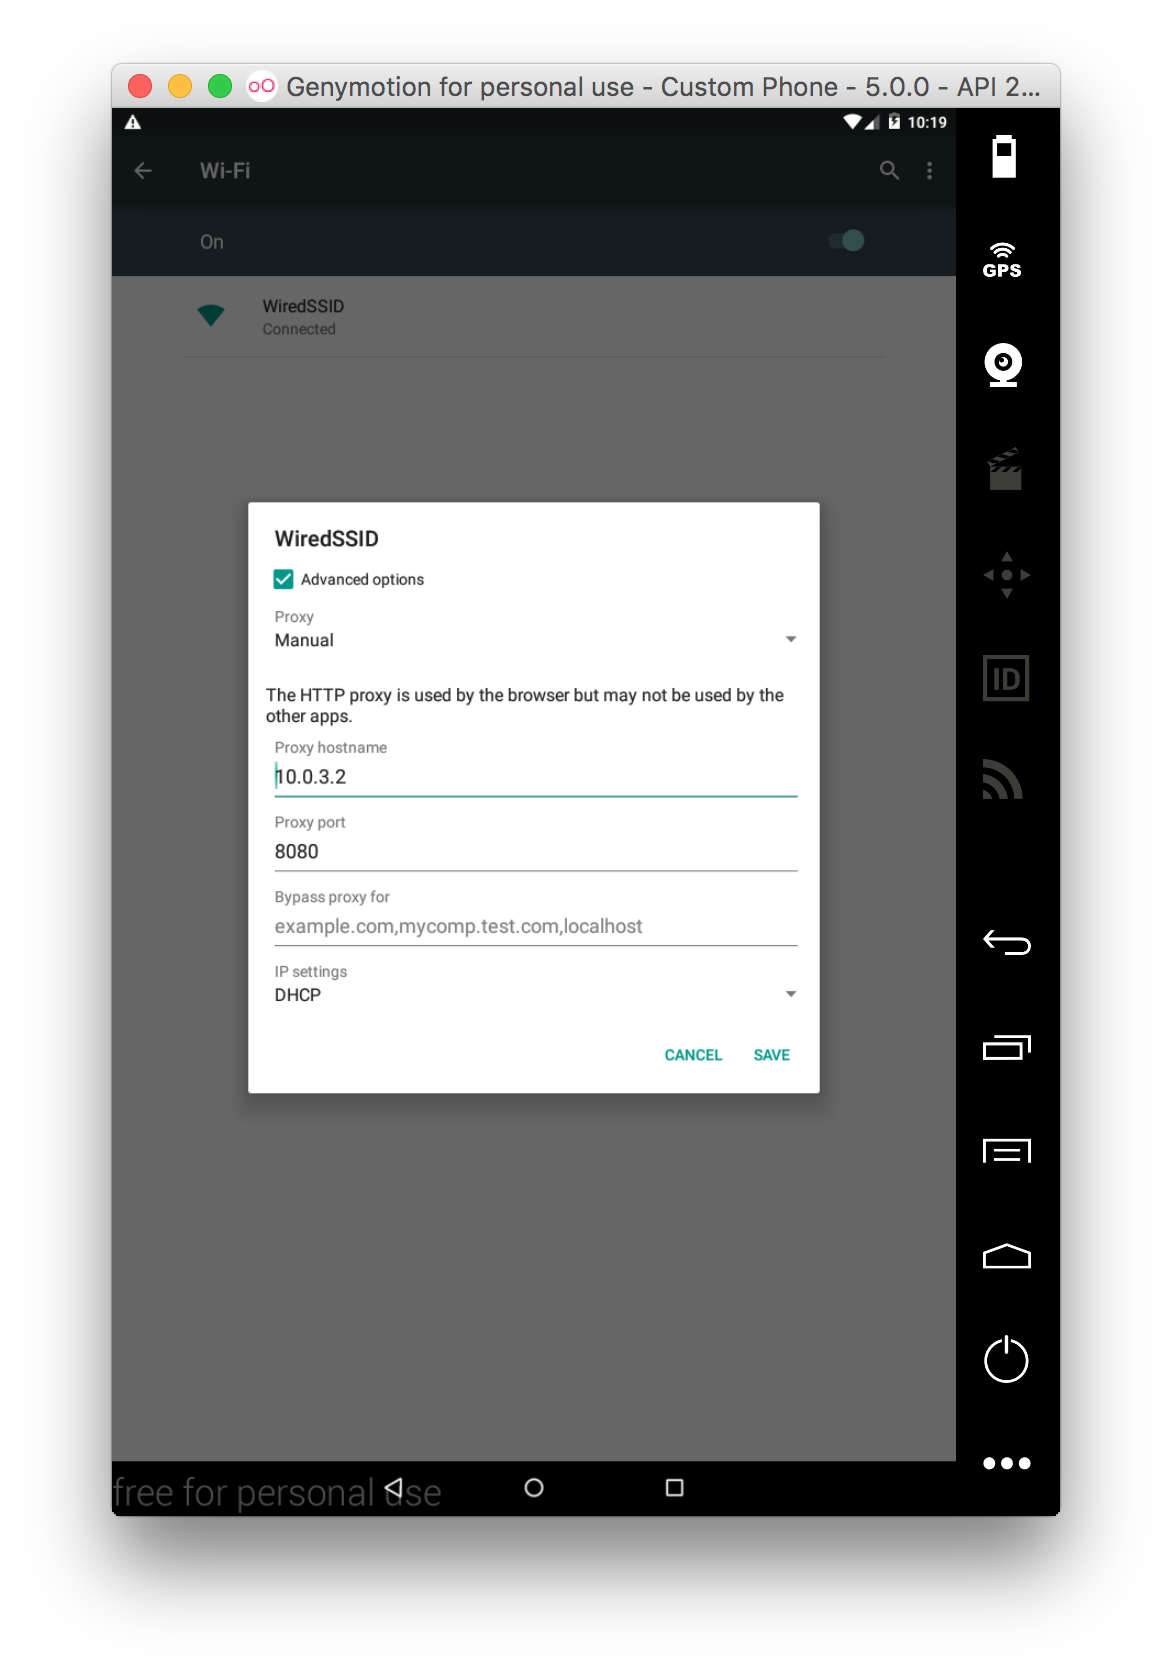 Genymotion for personal use - Custom Phone - 5.0.0 - API 2...
10:19
Wi-Fi
On
GPS
WiredSSID
Connected
WiredSSID
Advanced options
Proxy
Manual
The HTTP proxy is used by the browser but may not be used by the
other apps.
Proxy hostname
10.0.3.2
Proxy port
8080
Bypass proxy for
example.com,mycomp.test.com,localhost
IP settings
DHCP
CANCEL SAVE
ID
free for personal use